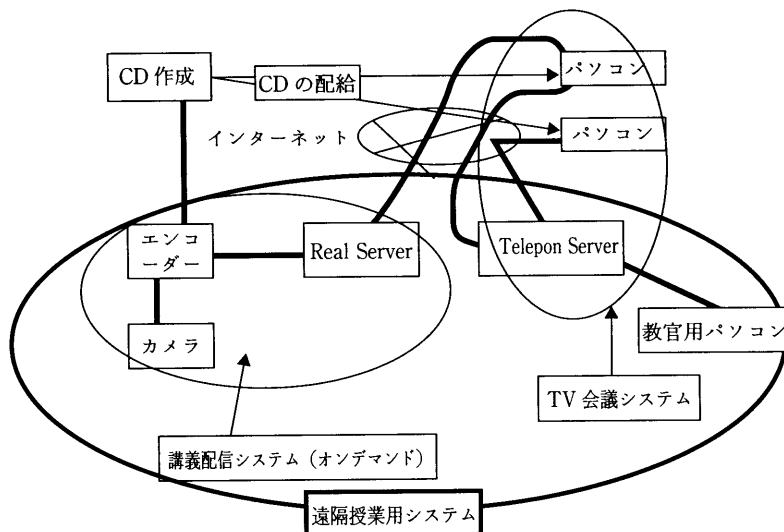 CD 作成
CD の配給
パソコン
パソコン
インターネット
エンコ
ーダー
Real Server
Telepon Server
カメラ
教官用パソコン
TV 会議システム
講義配信システム（オンデマンド）
遠隔授業用システム